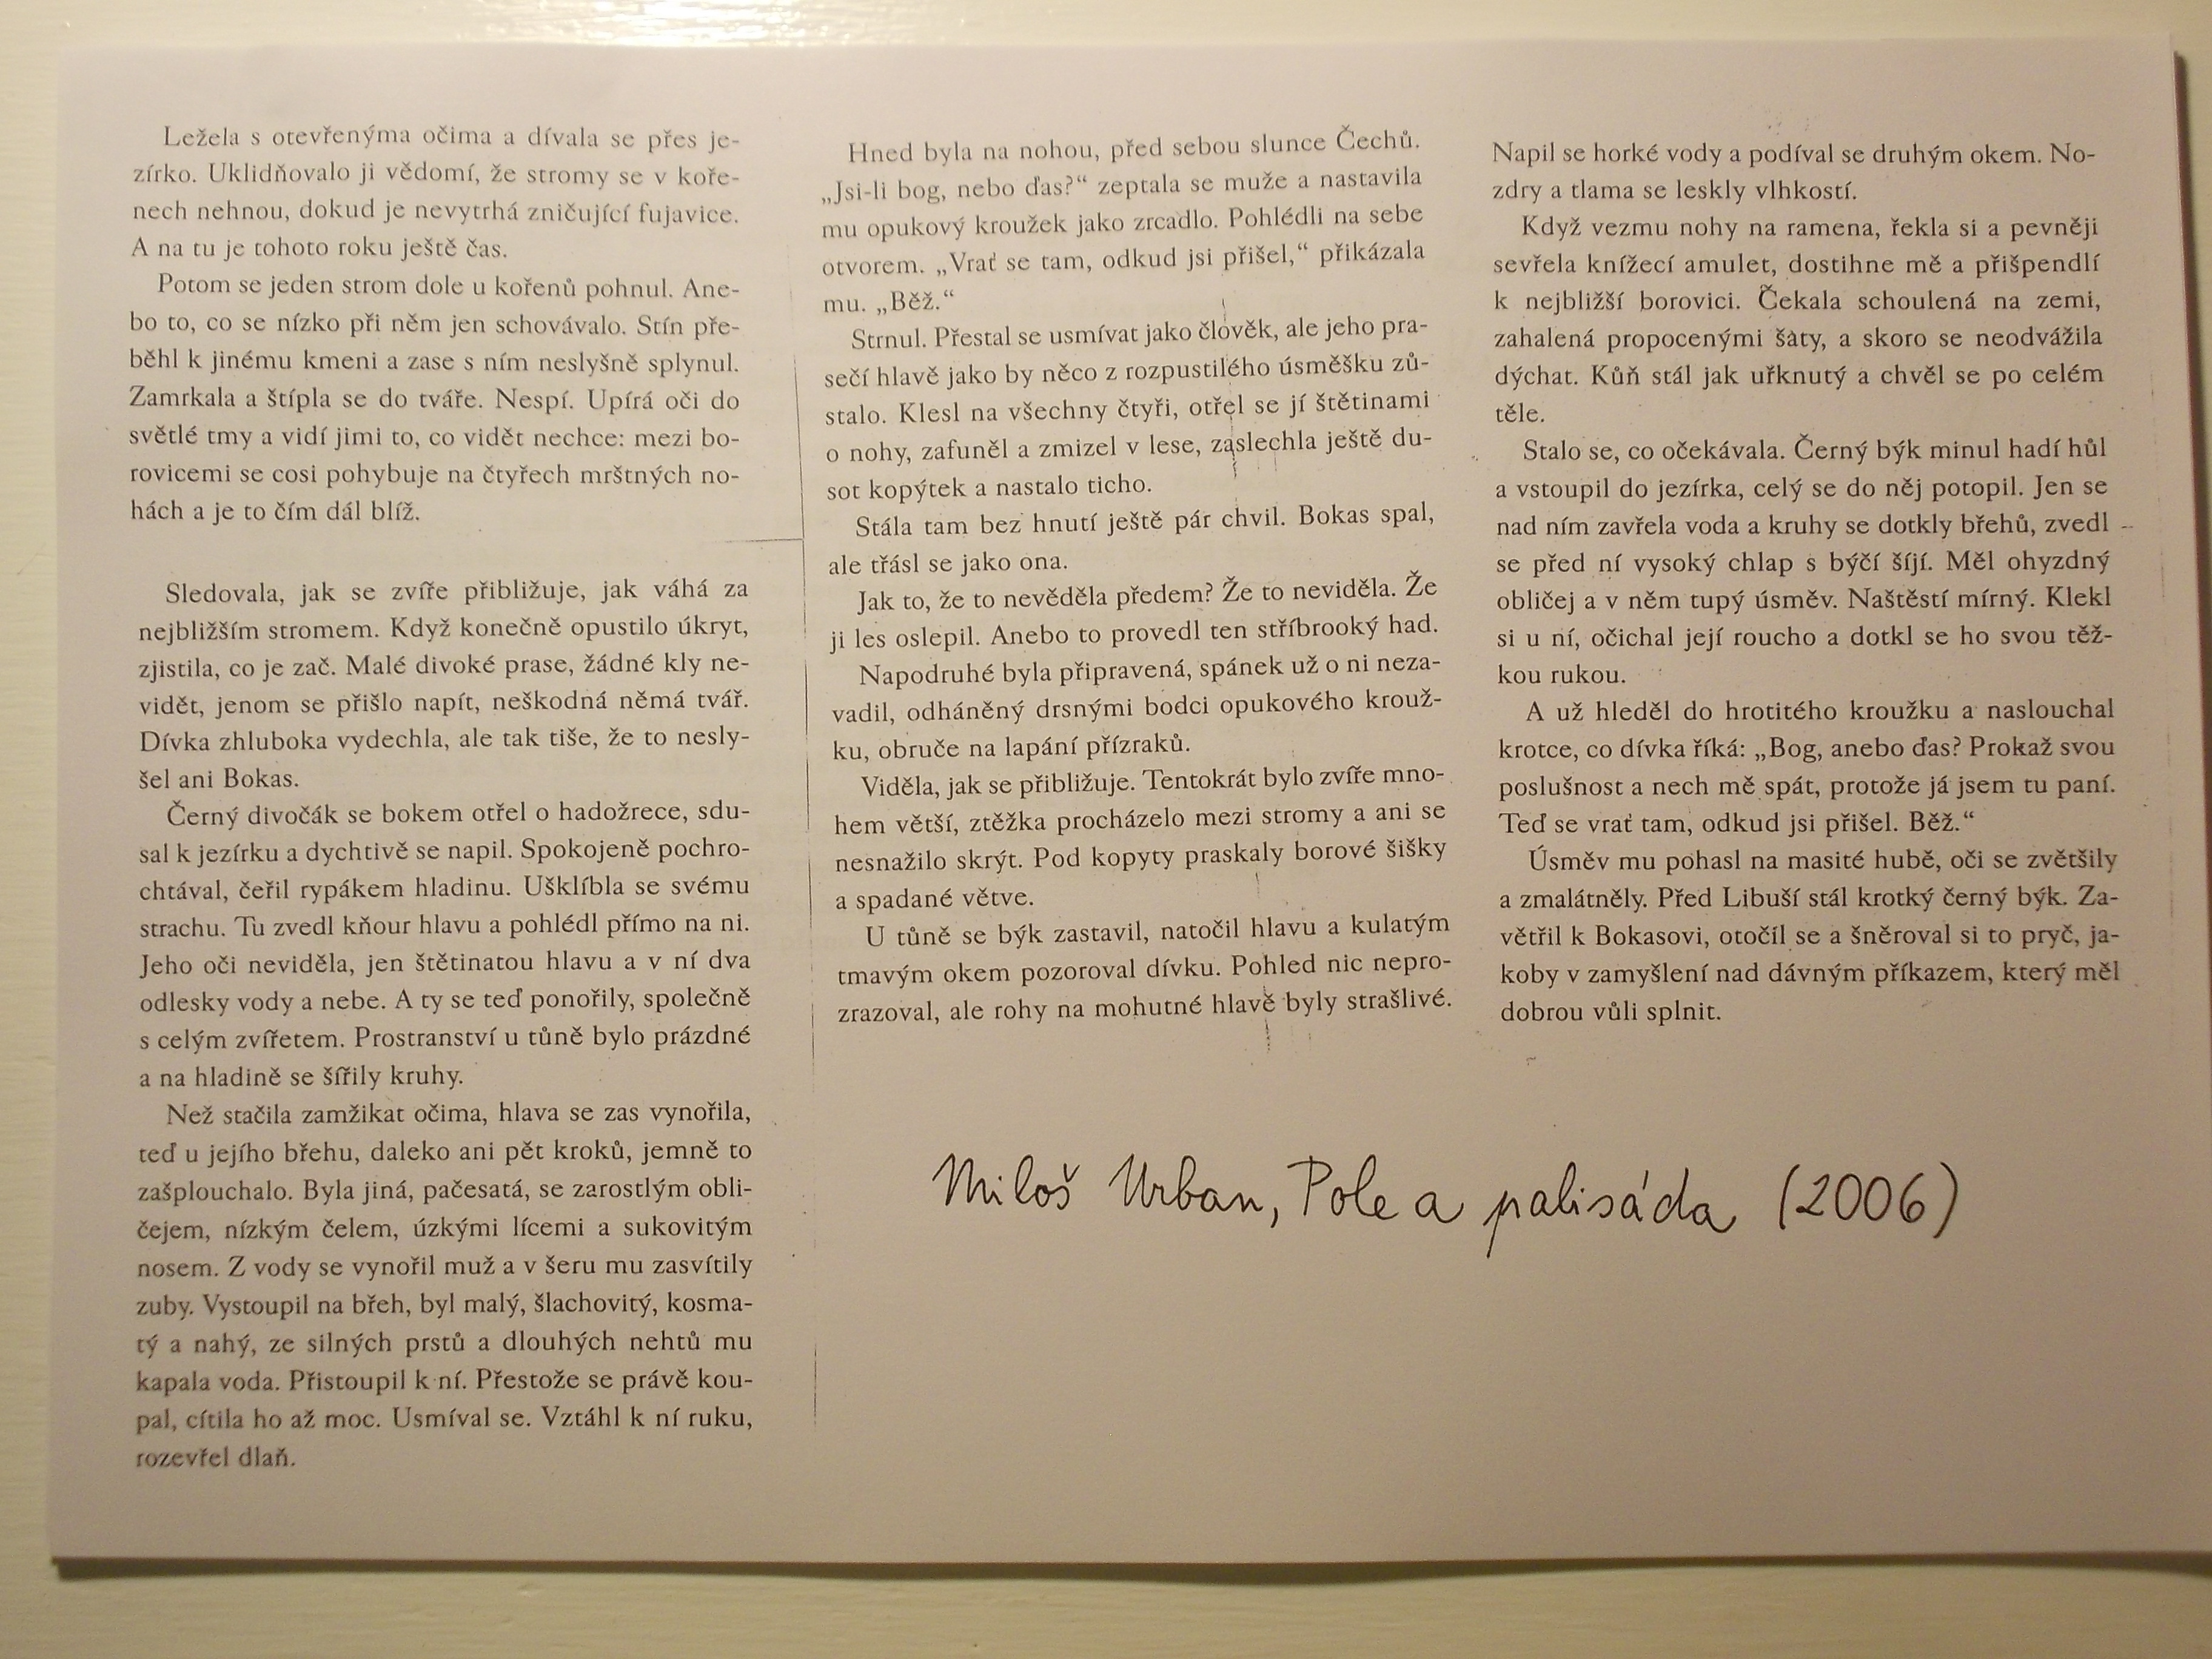 Ležela s otevřenýma očima a dívala se přes je-
zírko. Uklidňovalo ji vědomí, že stromy se v koře-
nech nehnou, dokud je nevytrhá zničující fujavice.
A na tu je tohoto roku ještě čas.
Potom se jeden strom dole u kořenů pohnul. Ane-
bo to, co se nízko při něm jen schovávalo. Stín pře-
běhl k jinému kmeni a zase s ním neslyšně splynul.
Zamrkala a štípla se do tváře. Nespí. Upírá oči do
světlé tmy a vidí jimi to, co vidět nechce: mezi bo-
rovicemi se cosi pohybuje na čtyřech mrštných no-
hách a je to čím dál blíž.
Sledovala, jak se zvíře přibližuje, jak váhá za
nejbližším stromem. Když konečně opustilo úkryt,
zjistila, co je zač. Malé divoké prase, žádné kly ne-
vidět, jenom se přišlo napít, neškodná němá tvář.
Dívka zhluboka vydechla, ale tak tiše, že to nesly-
šel ani Bokas.
Černý divočák se bokem otřel o hadožrece, sdu-
sal k jezírku a dychtivě se napil. Spokojeně pochro-
chtával, čeřil rypákem hladinu. Ušklíbla se svému
strachu. Tu zvedl kňour hlavu a pohlédl přímo na ni.
Jeho oči neviděla, jen štětinatou hlavu a v ní dva
odlesky vody a nebe. A ty se teď ponořily, společně
s celým zvířetem. Prostranství u tůně bylo prázdné
a na hladině se šířily kruhy.
Než stačila zamžikat očima, hlava se zas vynořila,
teď u jejího břehu, daleko ani pět kroků, jemně to
zašplouchalo. Byla jiná, pačesatá, se zarostlým obli-
čejem, nízkým čelem, úzkými lícemi a sukovitým
nosem. Z vody se vynořil muž a v šeru mu zasvítily
zuby. Vystoupil na břeh, byl malý, šlachovitý, kosma-
tý a nahý, ze silných prstů a dlouhých nehtů mu
kapala voda. Přistoupil k ní. Přestože se právě kou-
pal, cítila ho až moc. Usmíval se. Vztáhl k ní ruku,
rozevřel dlaň.
Hned byla na nohou, před sebou slunce Čechů.
„Jsi-li bog, nebo ďas?“ zeptala se muže a nastavila
mu opukový kroužek jako zrcadlo. Pohlédli na sebe
otvorem. „Vrať se tam, odkud jsi přišel,“ přikázala
mu. „Běž.“
Strnul. Přestal se usmívat jako člověk, ale jeho pra-
sečí hlavě jako by něco z rozpustilého úsměšku zů-
stalo. Klesl na všechny čtyři, otřel se jí štětinami
o nohy, zafuněl a zmizel v lese, zaslechla ještě du-
sot kopýtek a nastalo ticho.
Stála tam bez hnutí ještě pár chvil. Bokas spal,
ale třásl se jako ona.
Jak to, že to nevěděla předem? Že to neviděla. Že
ji les oslepil. Anebo to provedl ten stříbrooký had.
Napodruhé byla připravená, spánek už o ni neza-
vadil, odháněný drsnými bodci opukového krouž-
ku, obruče na lapání přízraků.
Viděla, jak se přibližuje. Tentokrát bylo zvíře mno-
hem větší, ztěžka procházelo mezi stromy a ani se
nesnažilo skrýt. Pod kopyty praskaly borové šišky
a spadané větve.
U tůně se býk zastavil, natočil hlavu a kulatým
tmavým okem pozoroval dívku. Pohled nic nepro-
zrazoval, ale rohy na mohutné hlavě byly strašlivé.
Napil se horké vody a podíval se druhým okem. No-
zdry a tlama se leskly vlhkostí.
Když vezmu nohy na ramena, řekla si a pevněji
sevřela knížecí amulet, dostihne mě a přišpendlí
k nejbližší borovici. Čekala schoulená na zemi,
zahalená propocenými šaty, a skoro se neodvážila
dýchat. Kůň stál jak uřknutý a chvěl se po celém
těle.
Stalo se, co očekávala. Černý býk minul hadí hůl
a vstoupil do jezírka, celý se do něj potopil. Jen se
nad ním zavřela voda a kruhy se dotkly břehů, zvedl
se před ní vysoký chlap s býčí šíjí. Měl ohyzdný
obličej a v něm tupý úsměv. Naštěstí mírný. Klekl
si u ní, očichal její roucho a dotkl se ho svou těž-
kou rukou.
A už hleděl do hrotitého kroužku a naslouchal
krotce, co dívka říká: „Bog, anebo ďas? Prokaž svou
poslušnost a nech mě spát, protože já jsem tu paní.
Teď se vrať tam, odkud jsi přišel. Běž.“
Úsměv mu pohasl na masité hubě, oči se zvětšily
a zmalátněly. Před Libuší stál krotký černý býk. Za-
větřil k Bokasovi, otočil se a šněroval si to pryč, ja-
koby v zamyšlení nad dávným příkazem, který měl
dobrou vůli splnit.
Miloš Urban, Pole a palisáda (2006)